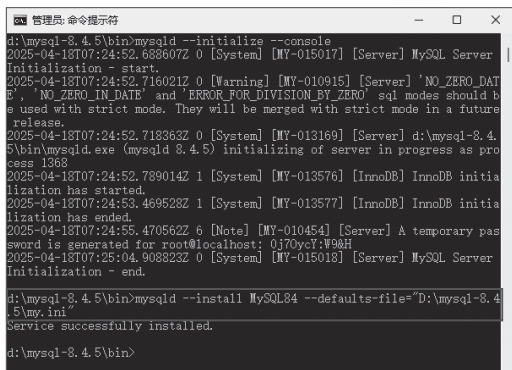 管理员: 命令提示符
d:\mysql-8.4.5\bin>mysqld --initialize --console
2025-04-18T07:24:52.688607Z 0 [System] [MY-015017] [Server] MySQL Server
Initialization - start.
2025-04-18T07:24:52.716021Z 0 [Warning] [MY-010915] [Server] 'NO_ZERO_DAT
E', 'NO_ZERO_IN_DATE' and 'ERROR_FOR_DIVISION_BY_ZERO' sql modes should b
e used with strict mode. They will be merged with strict mode in a future
 release.
2025-04-18T07:24:52.718363Z 0 [System] [MY-013169] [Server] d:\mysql-8.4.
5\bin\mysqld.exe (mysqld 8.4.5) initializing of server in progress as pro
cess 1368
2025-04-18T07:24:52.789014Z 1 [System] [MY-013576] [InnoDB] InnoDB initia
lization has started.
2025-04-18T07:24:53.469528Z 1 [System] [MY-013577] [InnoDB] InnoDB initia
lization has ended.
2025-04-18T07:24:55.470562Z 6 [Note] [MY-010454] [Server] A temporary pas
sword is generated for root@localhost: 0j7OycY:W9&H
2025-04-18T07:25:04.908823Z 0 [System] [MY-015018] [Server] MySQL Server
Initialization - end.
d:\mysql-8.4.5\bin>mysqld --install MySQL84 --defaults-file="D:\mysql-8.4
.5\my.ini"
Service successfully installed.
d:\mysql-8.4.5\bin>